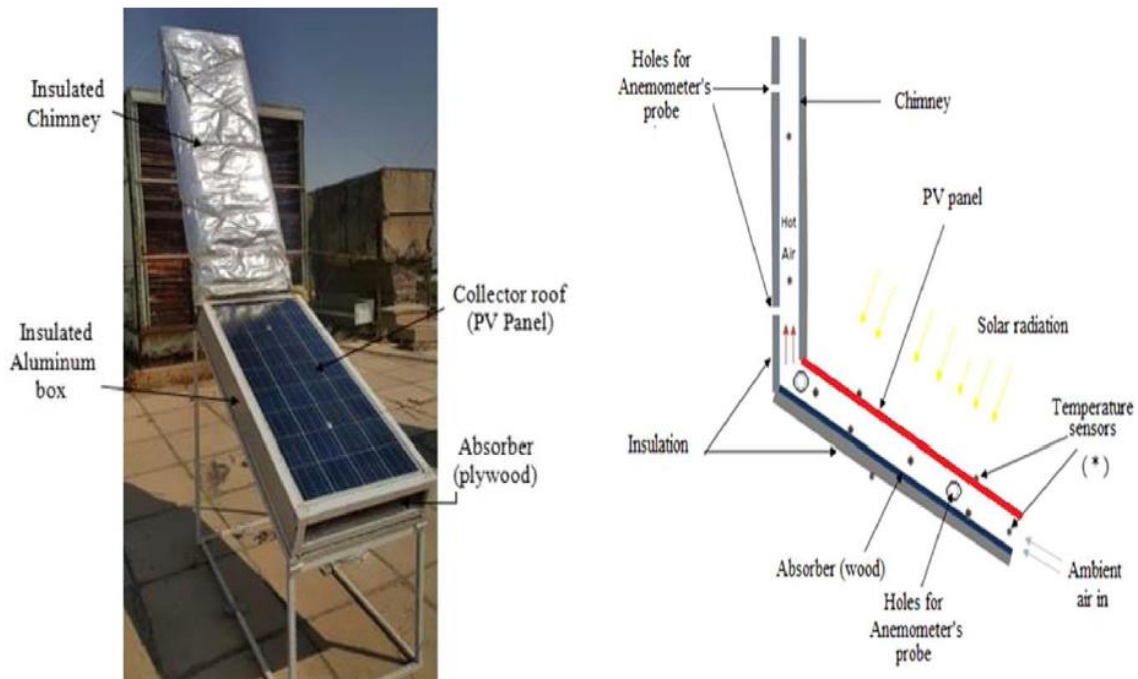 Insulated
Chimney
Insulated
Aluminum
box
Collector roof
(PV Panel)
Absorber
(plywood)
Holes for
Anemometer's
probe
Chimney
PV panel
Hot
Air
Solar radiation
Temperature
sensors
(*)
Insulation
Absorber (wood)
Holes for
Anemometer's
probe
Ambient
air in